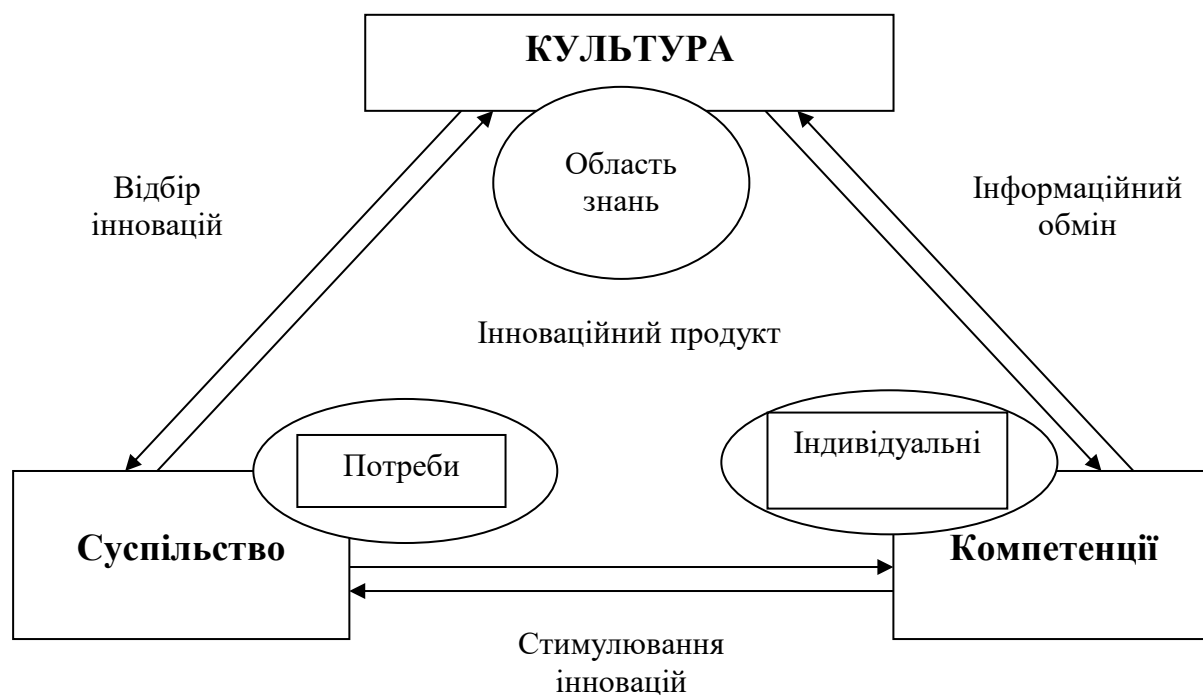 КУЛЬТУРА
Область
знань
Відбір
інновацій
Інформаційний
обмін
Інноваційний продукт
Потреби
Індивідуальні
Суспільство
Компетенції
Стимулювання
інновацій